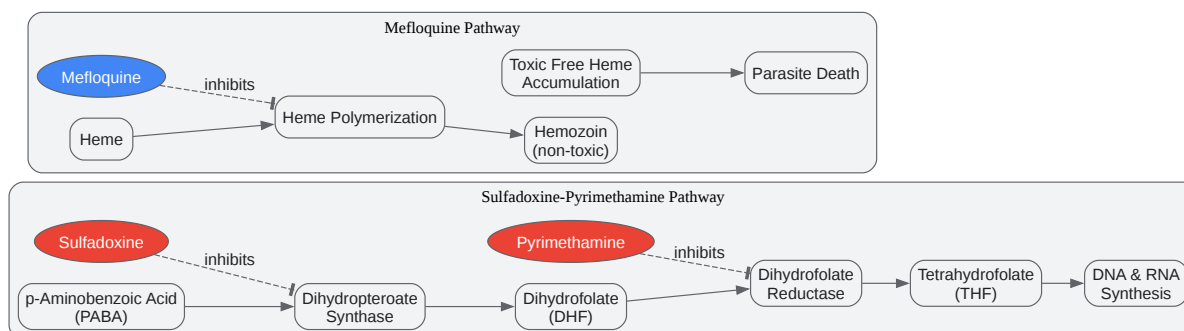 Mefloquine Pathway
Mefloquine
inhibits
Heme
Heme Polymerization
Toxic Free Heme
Accumulation
Parasite Death
Hemozoin
(non-toxic)
Sulfadoxine-Pyrimethamine Pathway
Sulfadoxine
inhibits
p-Aminobenzoic Acid
(PABA)
Dihydropteroate
Synthase
Pyrimethamine
inhibits
Dihydrofolate
(DHF)
Dihydrofolate
Reductase
Tetrahydrofolate
(THF)
DNA & RNA
Synthesis